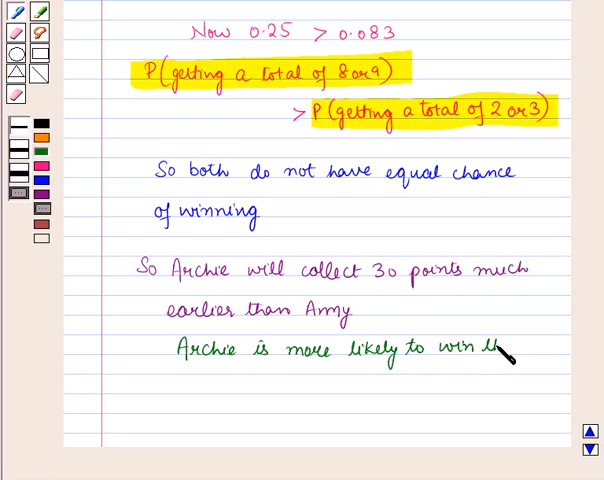 Now 0.25 > 0.083
P(getting a total of 8 or 9)
> P(getting a total of 2 or 3)
So both do not have equal chance
of winning
So Archie will collect 30 points much
earlier than Amy
Archie is more likely to win